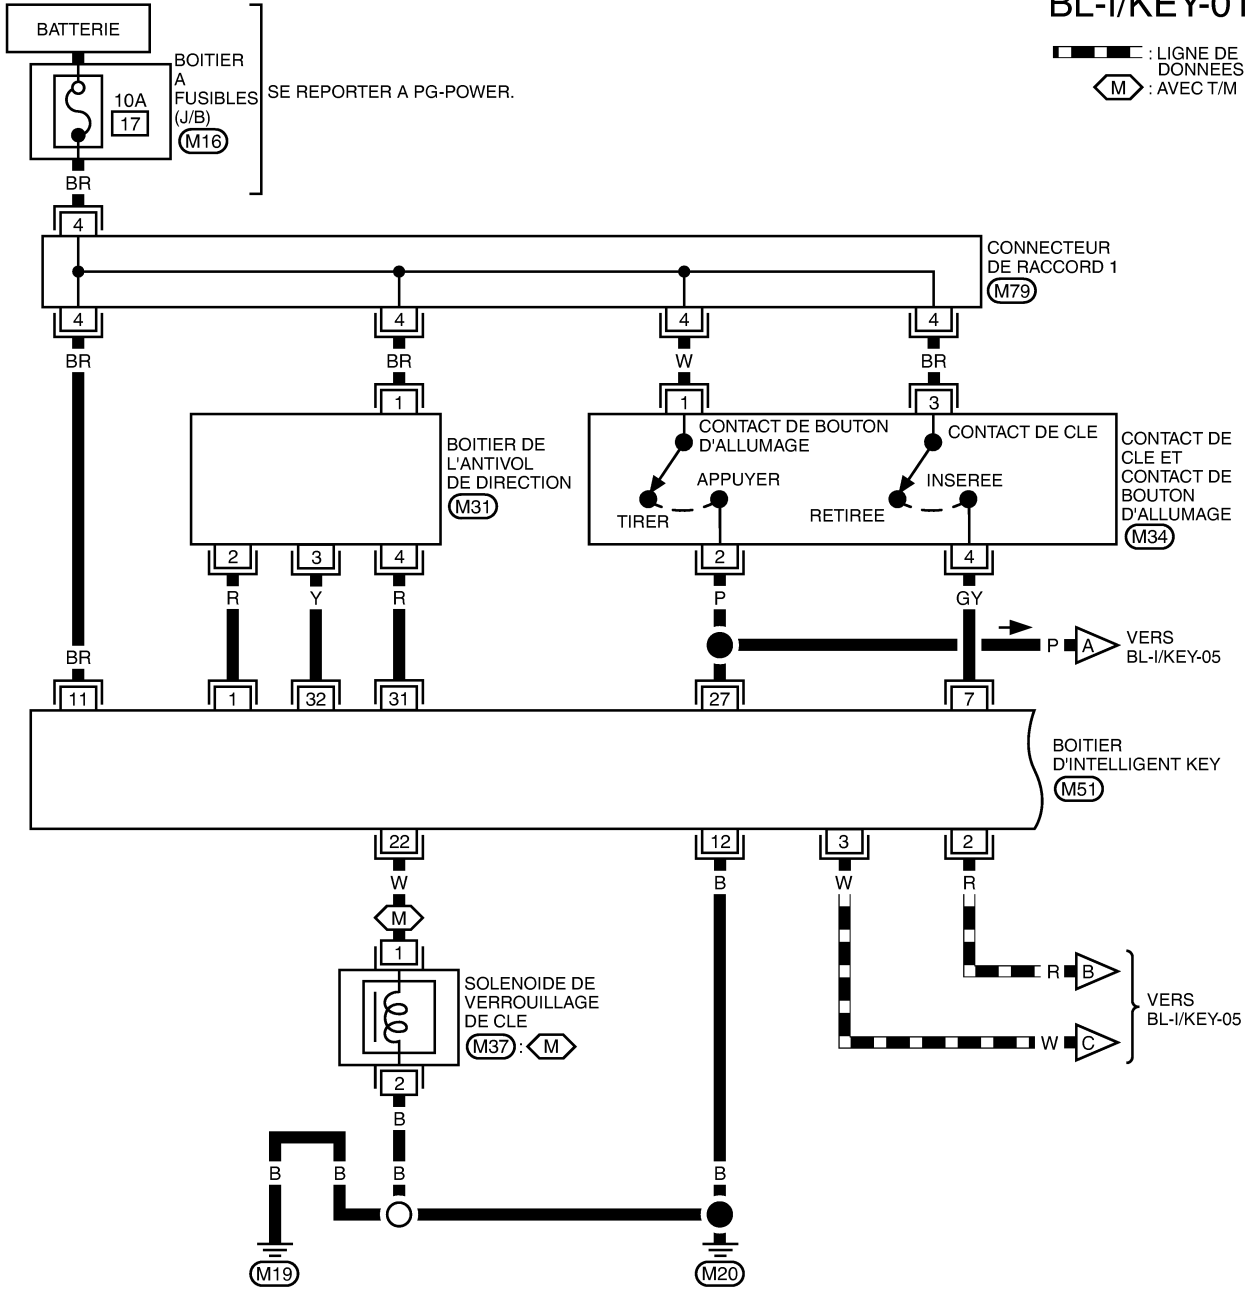 BL-I/KEY-01
BATTERIE
BOITIER
A
FUSIBLES
(J/B)
M16
10A
17
SE REPORTER A PG-POWER.
: LIGNE DE
DONNEES
M : AVEC T/M
BR
4
CONNECTEUR
DE RACCORD 1
M79
4 4 4 4
BR BR W BR
1 1 3
CONTACT DE BOUTON
D'ALLUMAGE
CONTACT DE CLE
APPUYER
TIRER
INSEREE
RETIREE
BOITIER DE
L'ANTIVOL
DE DIRECTION
M31
CONTACT DE
CLE ET
CONTACT DE
BOUTON
D'ALLUMAGE
M34
2 3 4 2 4
R Y R P GY
P A
VERS
BL-I/KEY-05
BR
11 1 32 31 27 7
BOITIER
D'INTELLIGENT KEY
M51
22 12 3 2
W B W R
M
1
SOLENOIDE DE
VERROUILLAGE
DE CLE
M37 : M
R B
W C
VERS
BL-I/KEY-05
2
B
B B B B
M19 M20